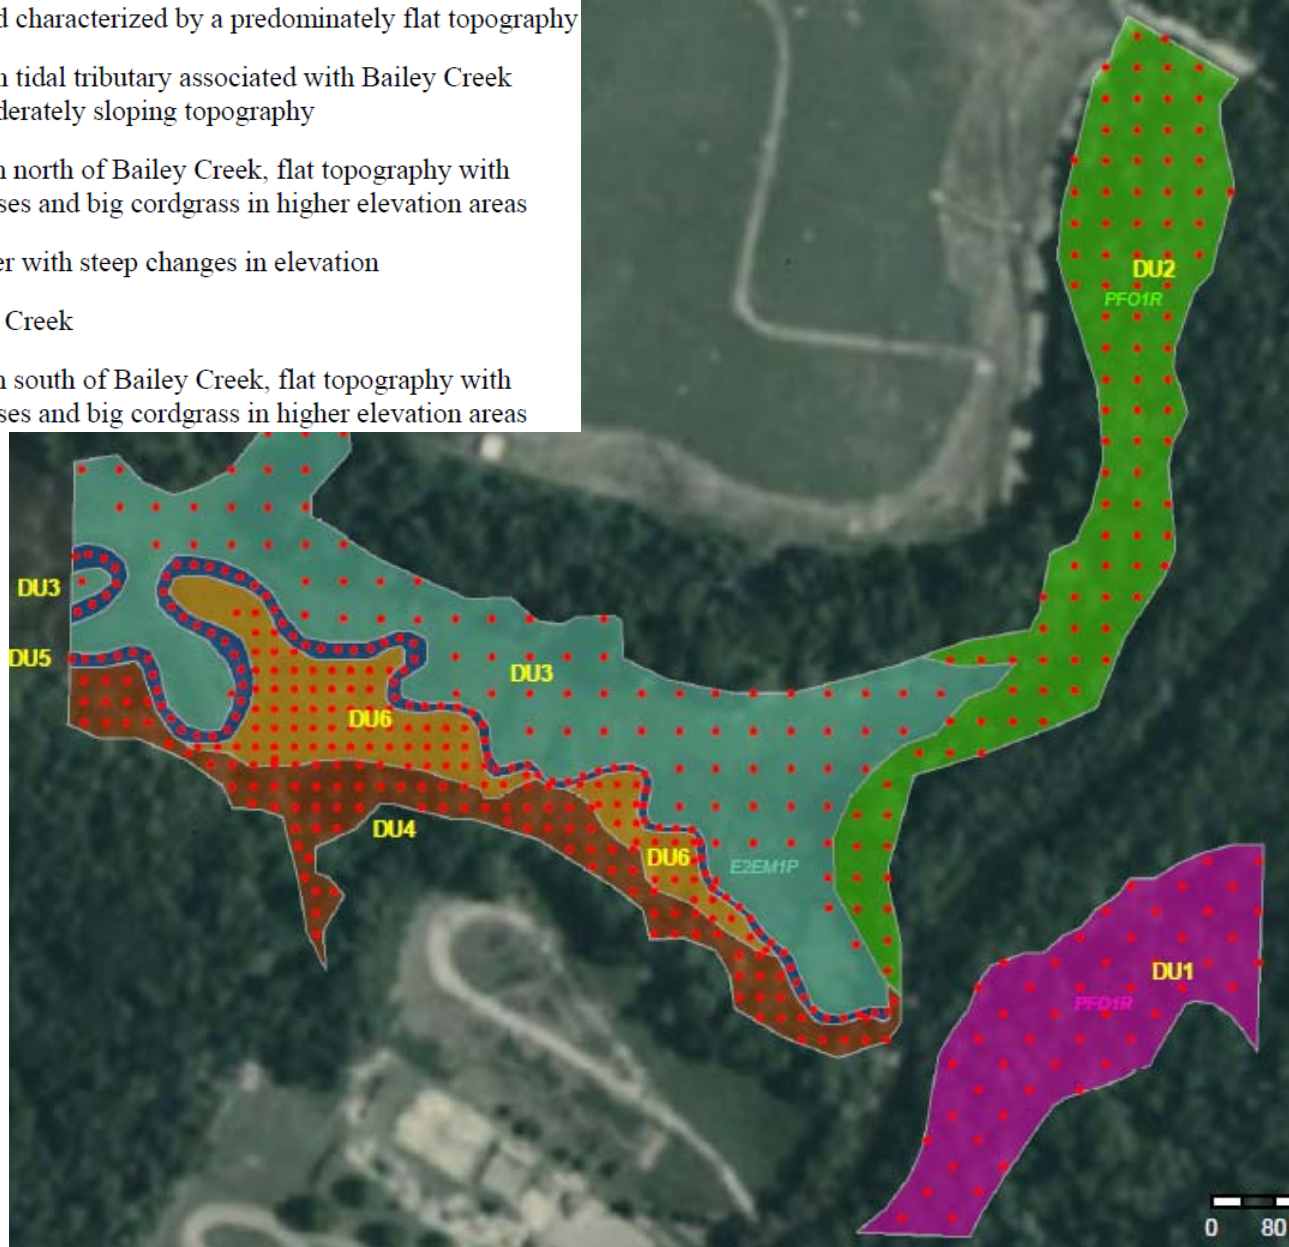 d characterized by a predominately flat topography
n tidal tributary associated with Bailey Creek
derately sloping topography
n north of Bailey Creek, flat topography with
ses and big cordgrass in higher elevation areas
er with steep changes in elevation
Creek
n south of Bailey Creek, flat topography with
ses and big cordgrass in higher elevation areas
DU2
PFO1R
DU3
DU5
DU3
DU6
DU4
DU6
E2EM1P
DU1
PFO1R
0 80